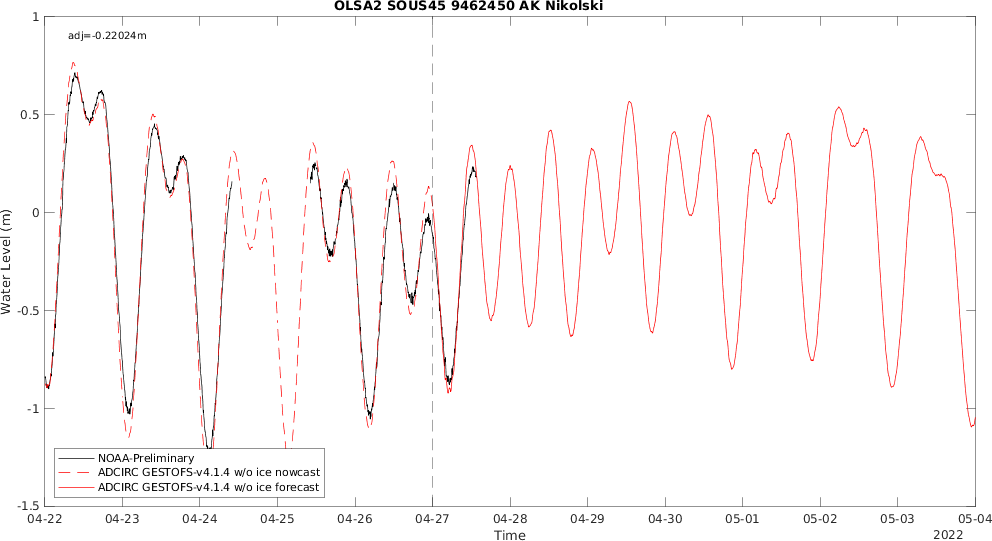 OLSA2 SOUS45 9462450 AK Nikolski
adj=-0.22024m
1
0.5
0
-0.5
-1
-1.5
Water Level (m)
NOAA-Preliminary
ADCIRC GESTOFS-v4.1.4 w/o ice nowcast
ADCIRC GESTOFS-v4.1.4 w/o ice forecast
04-22 04-23 04-24 04-25 04-26 04-27 04-28 04-29 04-30 05-01 05-02 05-03 05-04
Time
2022